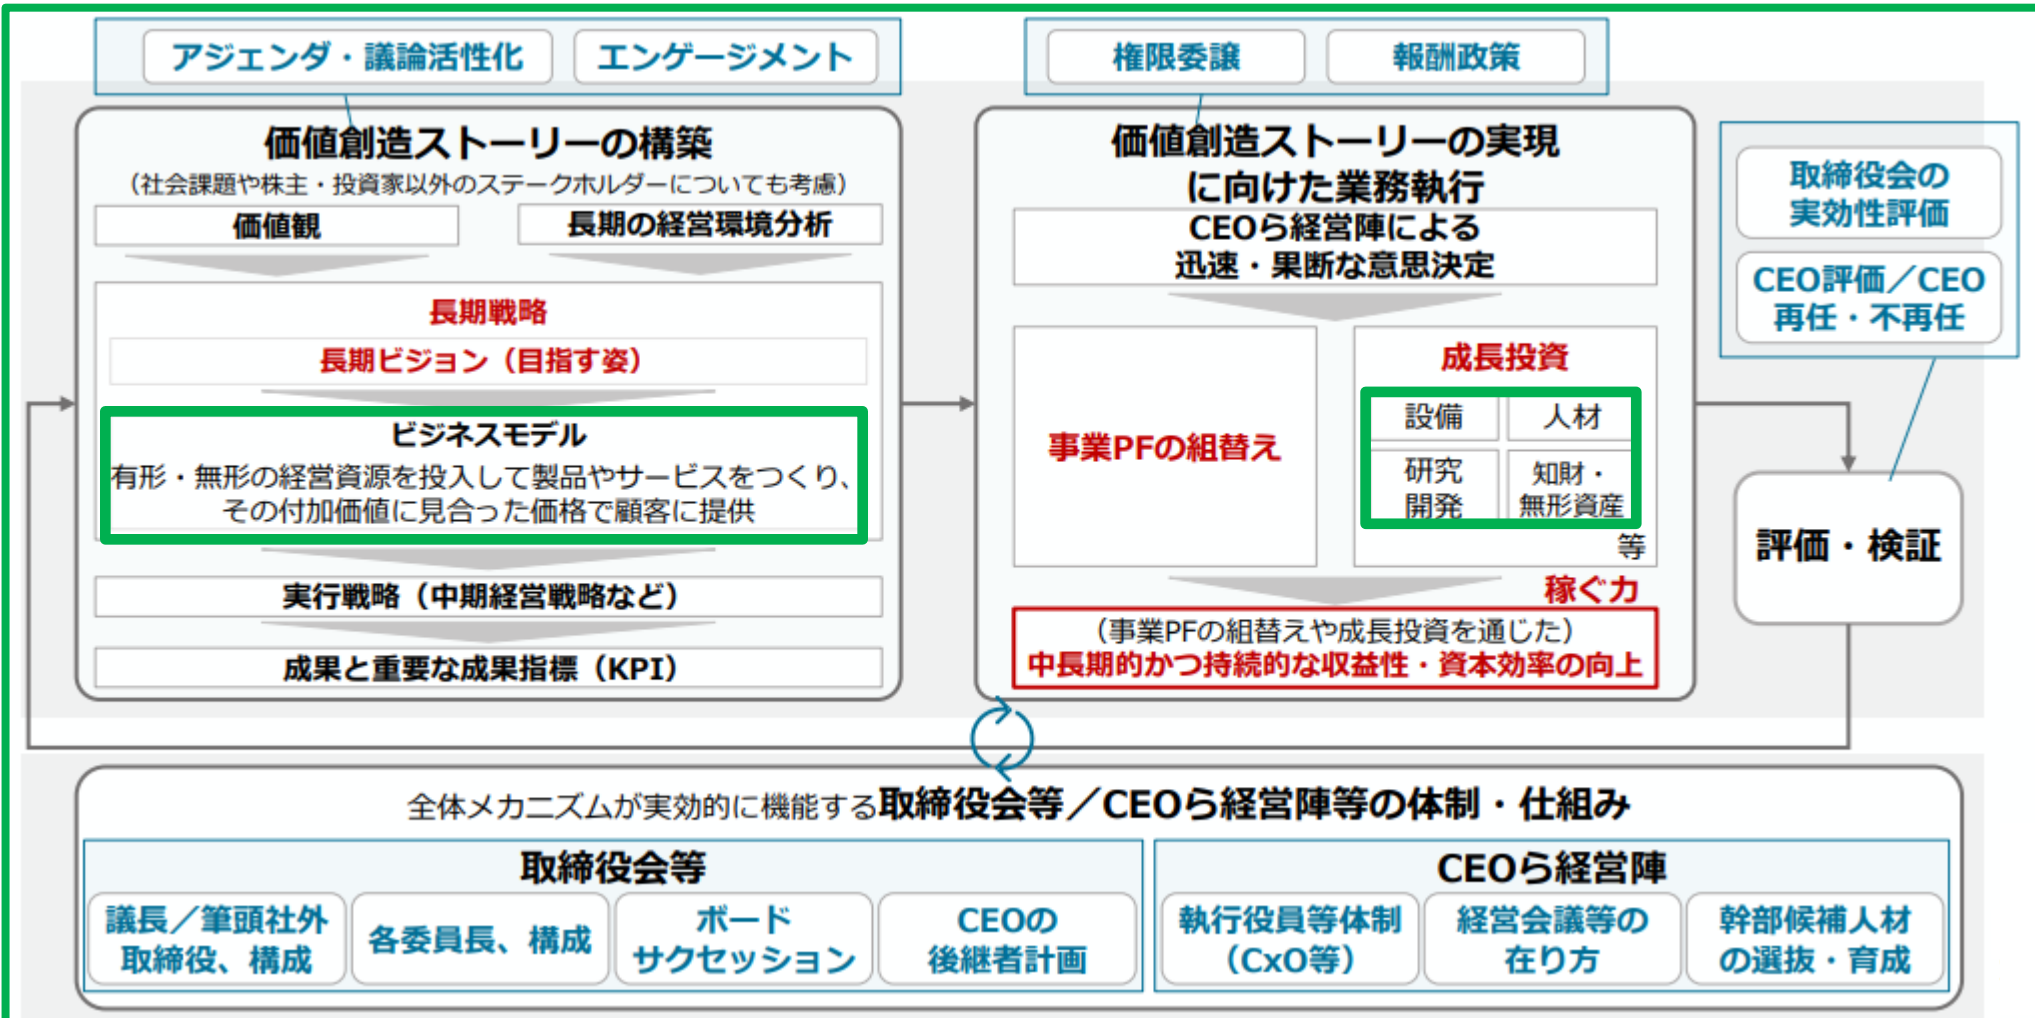 アジェンダ・議論活性化
エンゲージメント
権限委譲
報酬政策
価値創造ストーリーの構築
（社会課題や株主・投資家以外のステークホルダーについても考慮）
価値観
長期の経営環境分析
長期戦略
長期ビジョン（目指す姿）
ビジネスモデル
有形・無形の経営資源を投入して製品やサービスをつくり、
その付加価値に見合った価格で顧客に提供
実行戦略（中期経営戦略など）
成果と重要な成果指標（KPI）
価値創造ストーリーの実現
に向けた業務執行
CEOら経営陣による
迅速・果断な意思決定
事業PFの組替え
成長投資
設備
人材
研究
開発
知財・
無形資産
等
稼ぐ力
（事業PFの組替えや成長投資を通じた）
中長期的かつ持続的な収益性・資本効率の向上
取締役会の
実効性評価
CEO評価／CEO
再任・不再任
評価・検証
全体メカニズムが実効的に機能する取締役会等／CEOら経営陣等の体制・仕組み
取締役会等
議長／筆頭社外
取締役、構成
各委員長、構成
ボード
サクセッション
CEOの
後継者計画
CEOら経営陣
執行役員等体制
（CxO等）
経営会議等の
在り方
幹部候補人材
の選抜・育成